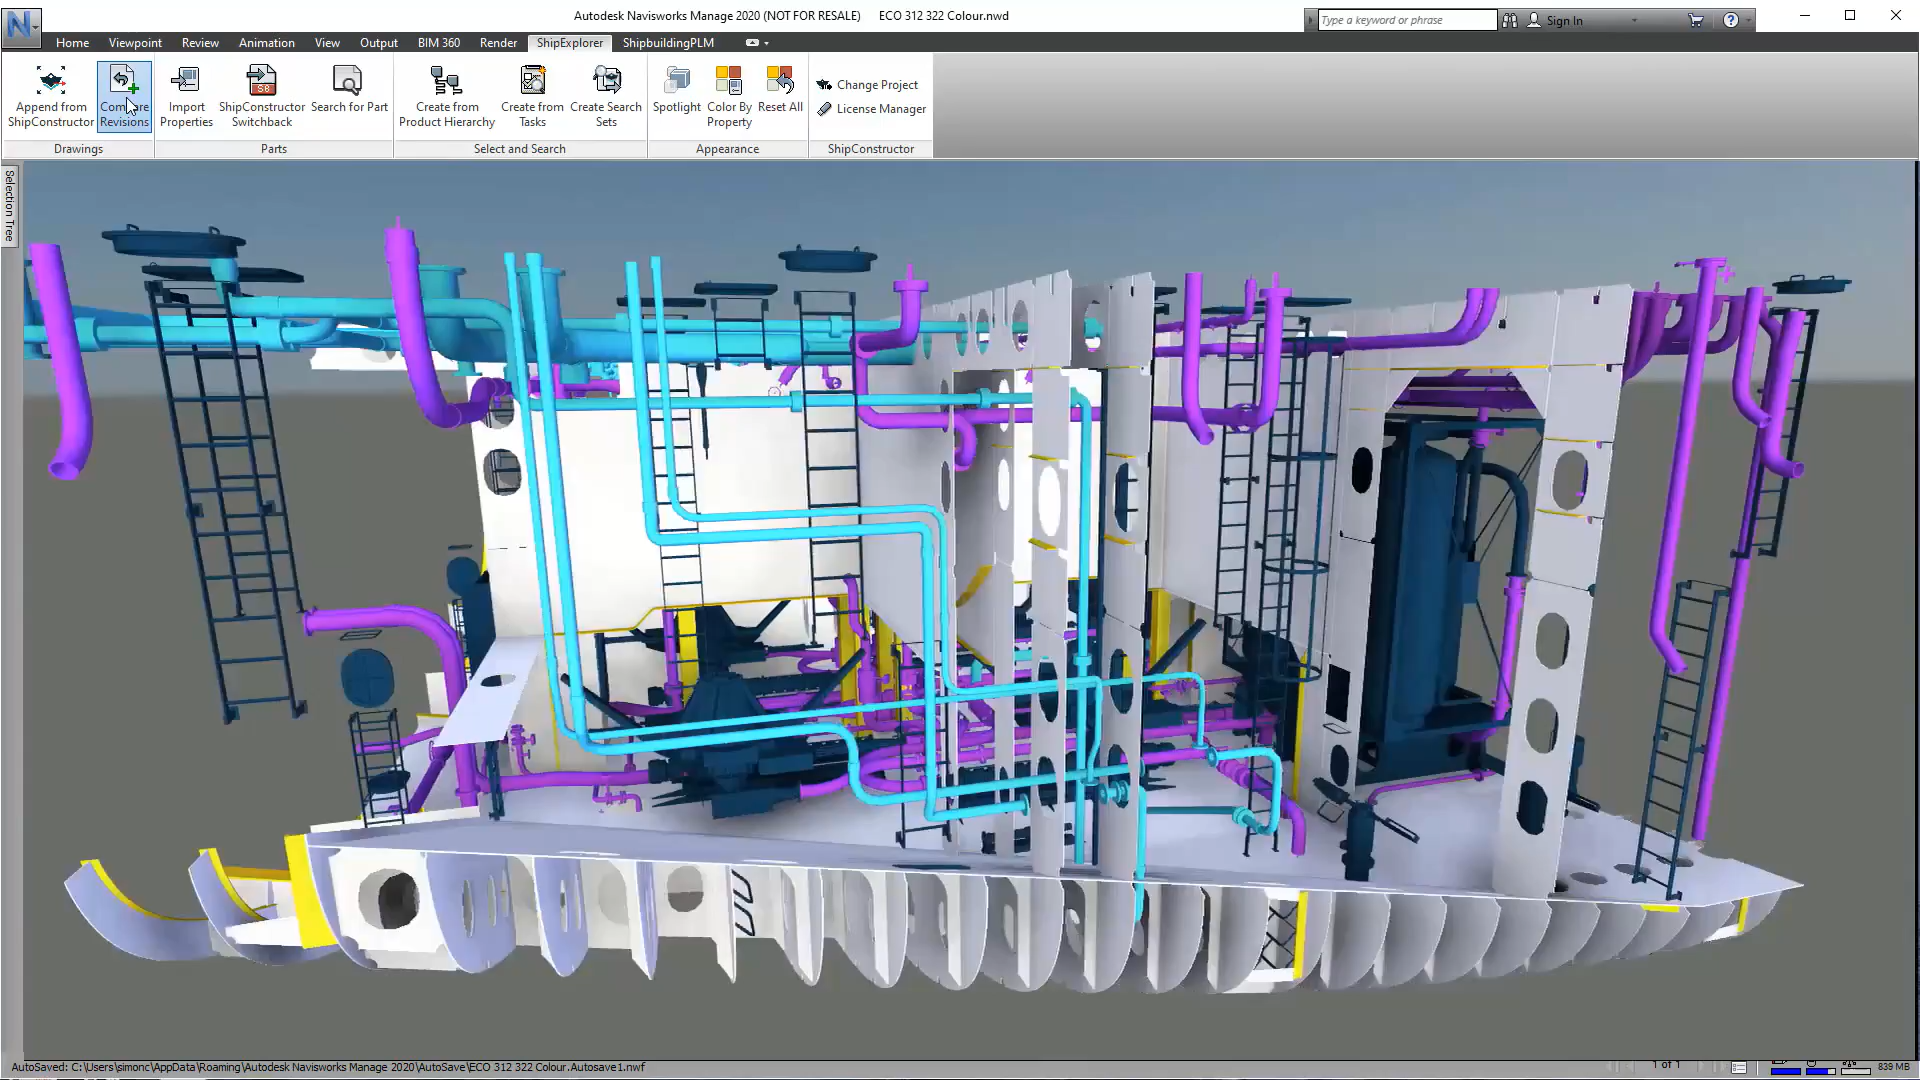 Autodesk Navisworks Manage 2020 (NOT FOR RESALE) ECO 312 322 Colour.nwd
Type a keyword or phrase
Sign In
Home Viewpoint Review Animation View Output BIM 360 Render ShipExplorer ShipbuildingPLM
Append from ShipConstructor
Compare Revisions
Import Properties
ShipConstructor Switchback
Search for Part
Create from Product Hierarchy
Create from Tasks
Create Search Sets
Spotlight
Color By Property
Reset All
Change Project
License Manager
Drawings Parts Select and Search Appearance ShipConstructor
Selection Tree
AutoSaved: C:\Users\simonc\AppData\Roaming\Autodesk Navisworks Manage 2020\AutoSave\ECO 312 322 Colour.Autosave1.nwf
1 of 1
839 MB